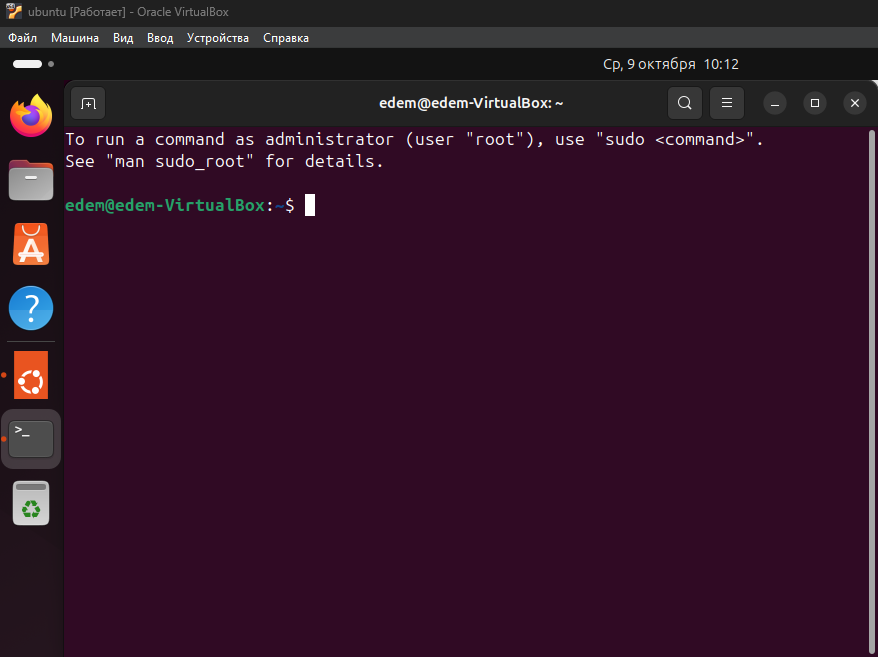 ubuntu [Работает] - Oracle VirtualBox
Файл Машина Вид Ввод Устройства Справка
Ср, 9 октября 10:12
edem@edem-VirtualBox: ~
To run a command as administrator (user "root"), use "sudo <command>".
See "man sudo_root" for details.
edem@edem-VirtualBox:~$